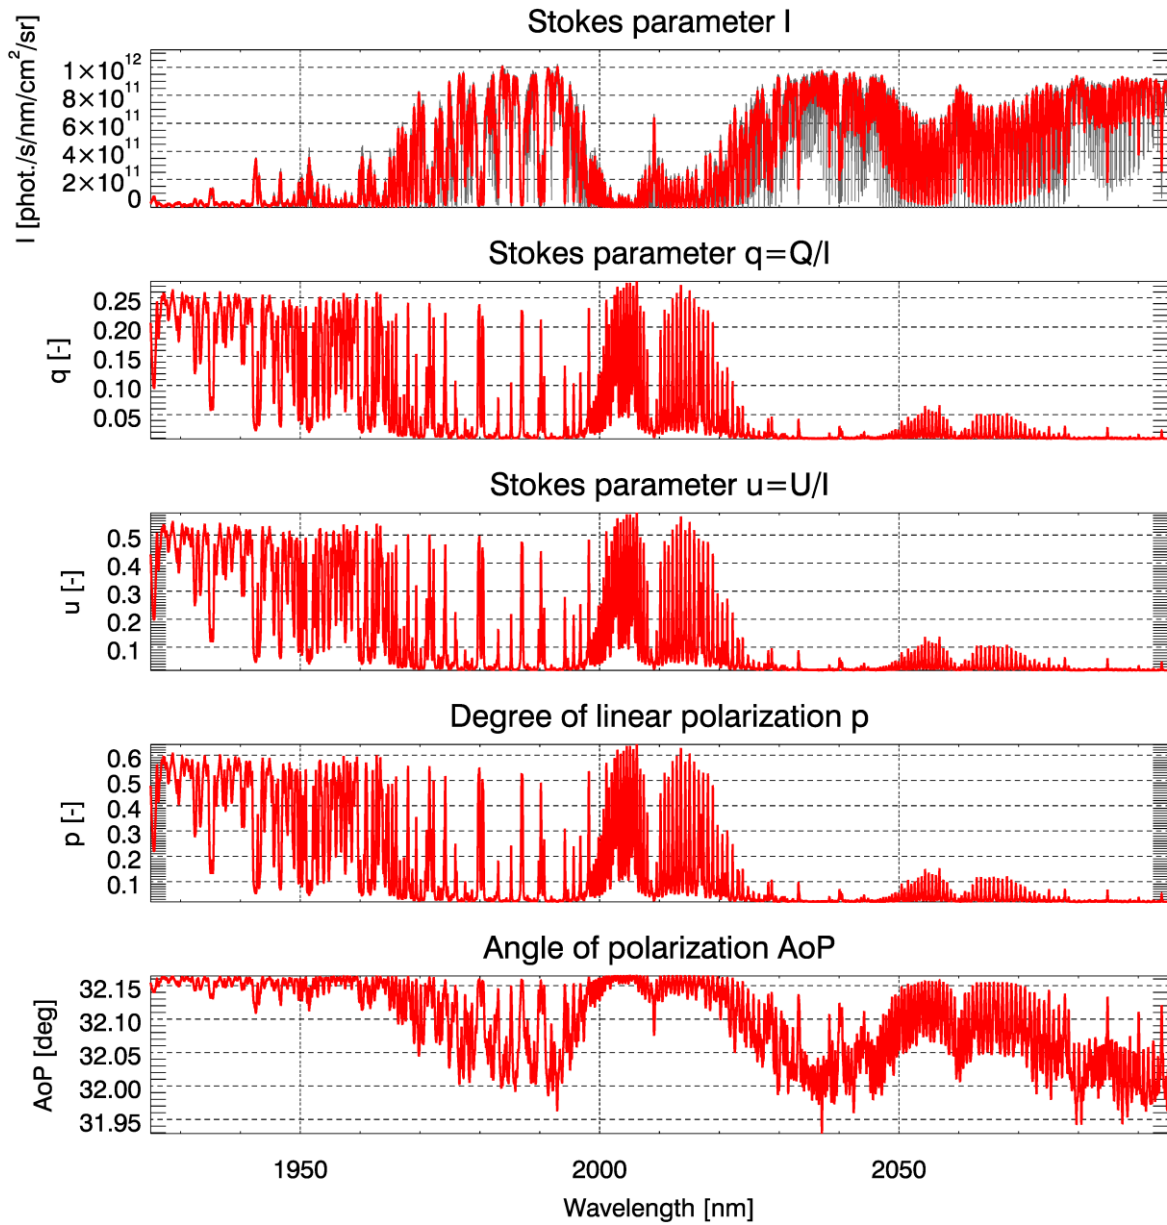 Stokes parameter I
I [phot./s/nm/cm²/sr]
1×10¹²
8×10¹¹
6×10¹¹
4×10¹¹
2×10¹¹
0
Stokes parameter q=Q/I
q [-]
0.25
0.20
0.15
0.10
0.05
Stokes parameter u=U/I
u [-]
0.5
0.4
0.3
0.2
0.1
Degree of linear polarization p
p [-]
0.6
0.5
0.4
0.3
0.2
0.1
Angle of polarization AoP
AoP [deg]
32.15
32.10
32.05
32.00
31.95
1950 2000 2050
Wavelength [nm]